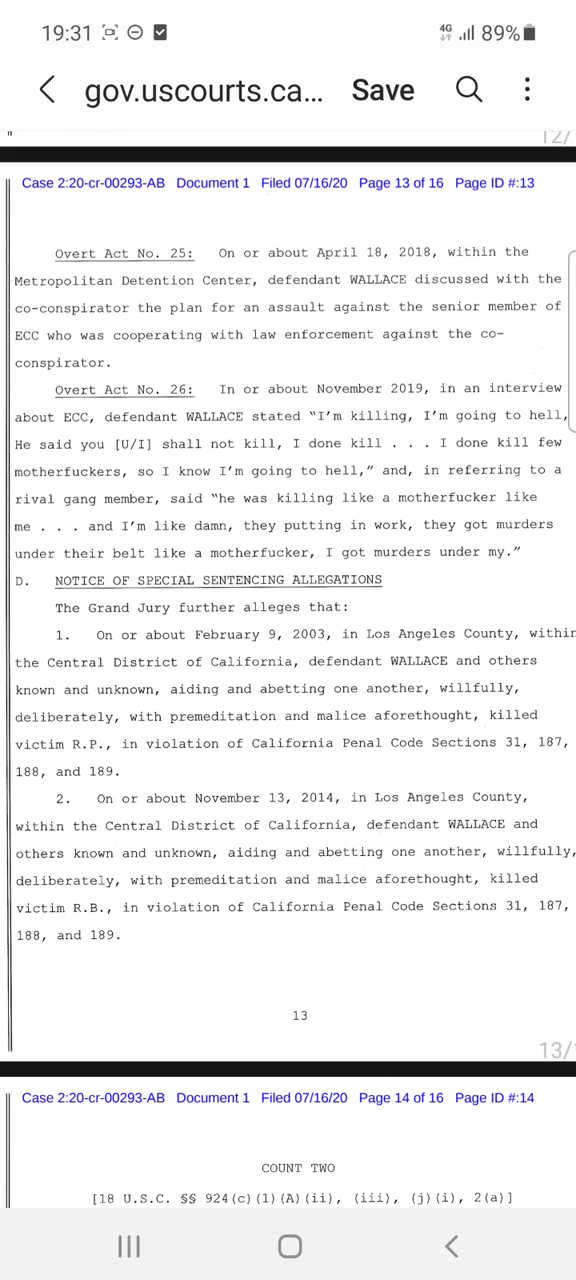 19:31
4G 89%
gov.uscourts.ca... Save
12/
Case 2:20-cr-00293-AB Document 1 Filed 07/16/20 Page 13 of 16 Page ID #:13
Overt Act No. 25: On or about April 18, 2018, within the
Metropolitan Detention Center, defendant WALLACE discussed with the
co-conspirator the plan for an assault against the senior member of
ECC who was cooperating with law enforcement against the co-
conspirator.
Overt Act No. 26: In or about November 2019, in an interview
about ECC, defendant WALLACE stated “I’m killing, I’m going to hell,
He said you [U/I] shall not kill, I done kill . . . I done kill few
motherfuckers, so I know I’m going to hell,” and, in referring to a
rival gang member, said “he was killing like a motherfucker like
me . . . and I’m like damn, they putting in work, they got murders
under their belt like a motherfucker, I got murders under my.”
D. NOTICE OF SPECIAL SENTENCING ALLEGATIONS
The Grand Jury further alleges that:
1. On or about February 9, 2003, in Los Angeles County, within
the Central District of California, defendant WALLACE and others
known and unknown, aiding and abetting one another, willfully,
deliberately, with premeditation and malice aforethought, killed
victim R.P., in violation of California Penal Code Sections 31, 187,
188, and 189.
2. On or about November 13, 2014, in Los Angeles County,
within the Central District of California, defendant WALLACE and
others known and unknown, aiding and abetting one another, willfully,
deliberately, with premeditation and malice aforethought, killed
victim R.B., in violation of California Penal Code Sections 31, 187,
188, and 189.
13
13/
Case 2:20-cr-00293-AB Document 1 Filed 07/16/20 Page 14 of 16 Page ID #:14
COUNT TWO
[18 U.S.C. §§ 924(c)(1)(A)(ii), (iii), (j)(i), 2(a)]